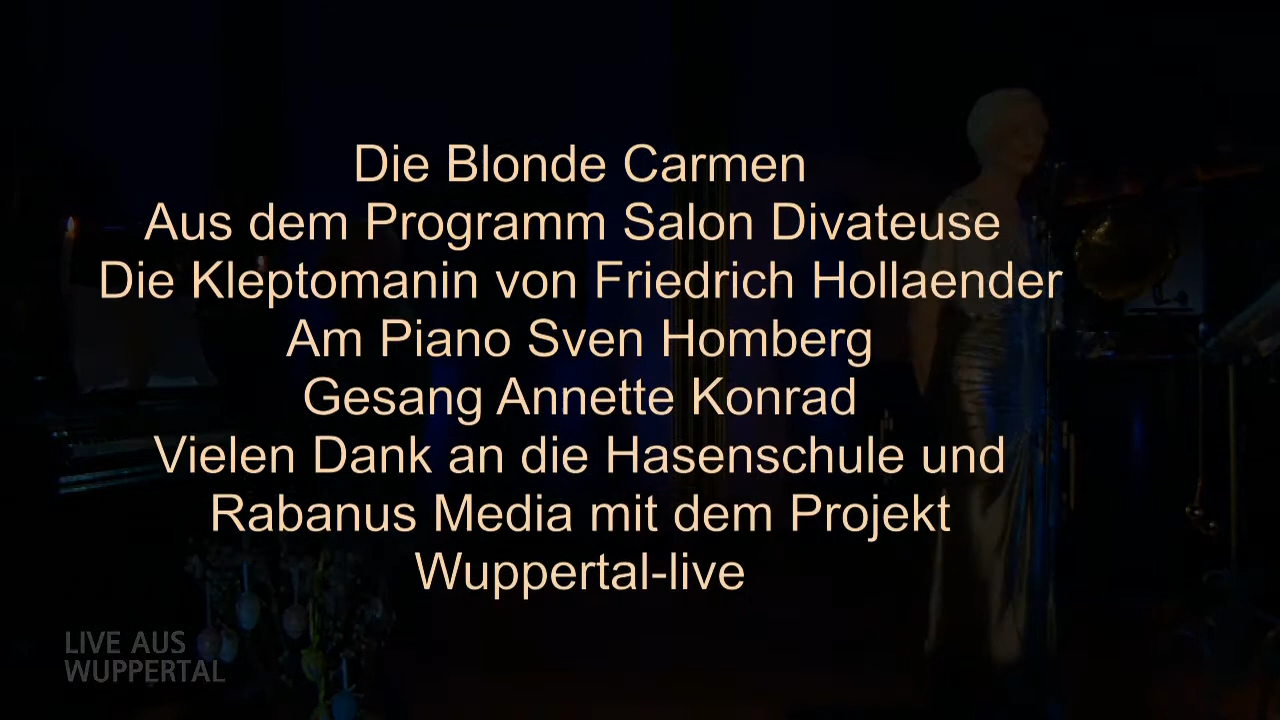 Die Blonde Carmen
Aus dem Programm Salon Divateuse
Die Kleptomanin von Friedrich Hollaender
Am Piano Sven Homberg
Gesang Annette Konrad
Vielen Dank an die Hasenschule und
Rabanus Media mit dem Projekt
Wuppertal-live
LIVE AUS
WUPPERTAL